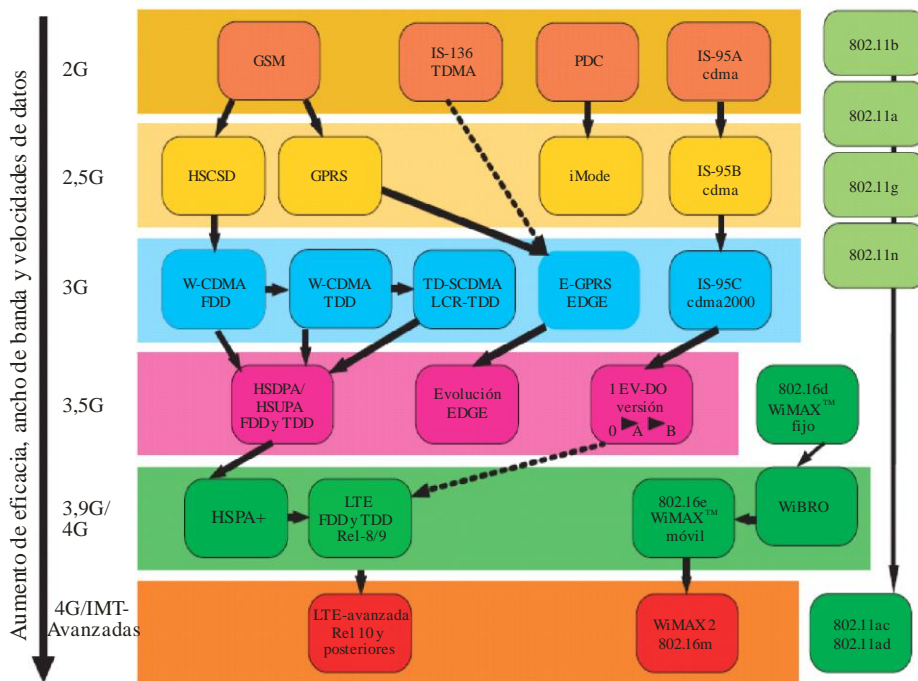 Aumento de eficacia, ancho de banda y velocidades de datos
2G
GSM
IS-136
TDMA
PDC
IS-95A
cdma
802.11b
802.11a
2,5G
HSCSD
GPRS
iMode
IS-95B
cdma
802.11g
802.11n
3G
W-CDMA
FDD
W-CDMA
TDD
TD-SCDMA
LCR-TDD
E-GPRS
EDGE
IS-95C
cdma2000
3,5G
HSDPA/
HSUPA
FDD y TDD
Evolución
EDGE
1 EV-DO
versión
0 ► A ► B
802.16d
WiMAX™
fijo
3,9G/
4G
HSPA+
LTE
FDD y TDD
Rel-8/9
802.16e
WiMAX™
móvil
WiBRO
4G/IMT-
Avanzadas
LTE-avanzada
Rel 10 y
posteriores
WiMAX 2
802.16m
802.11ac
802.11ad